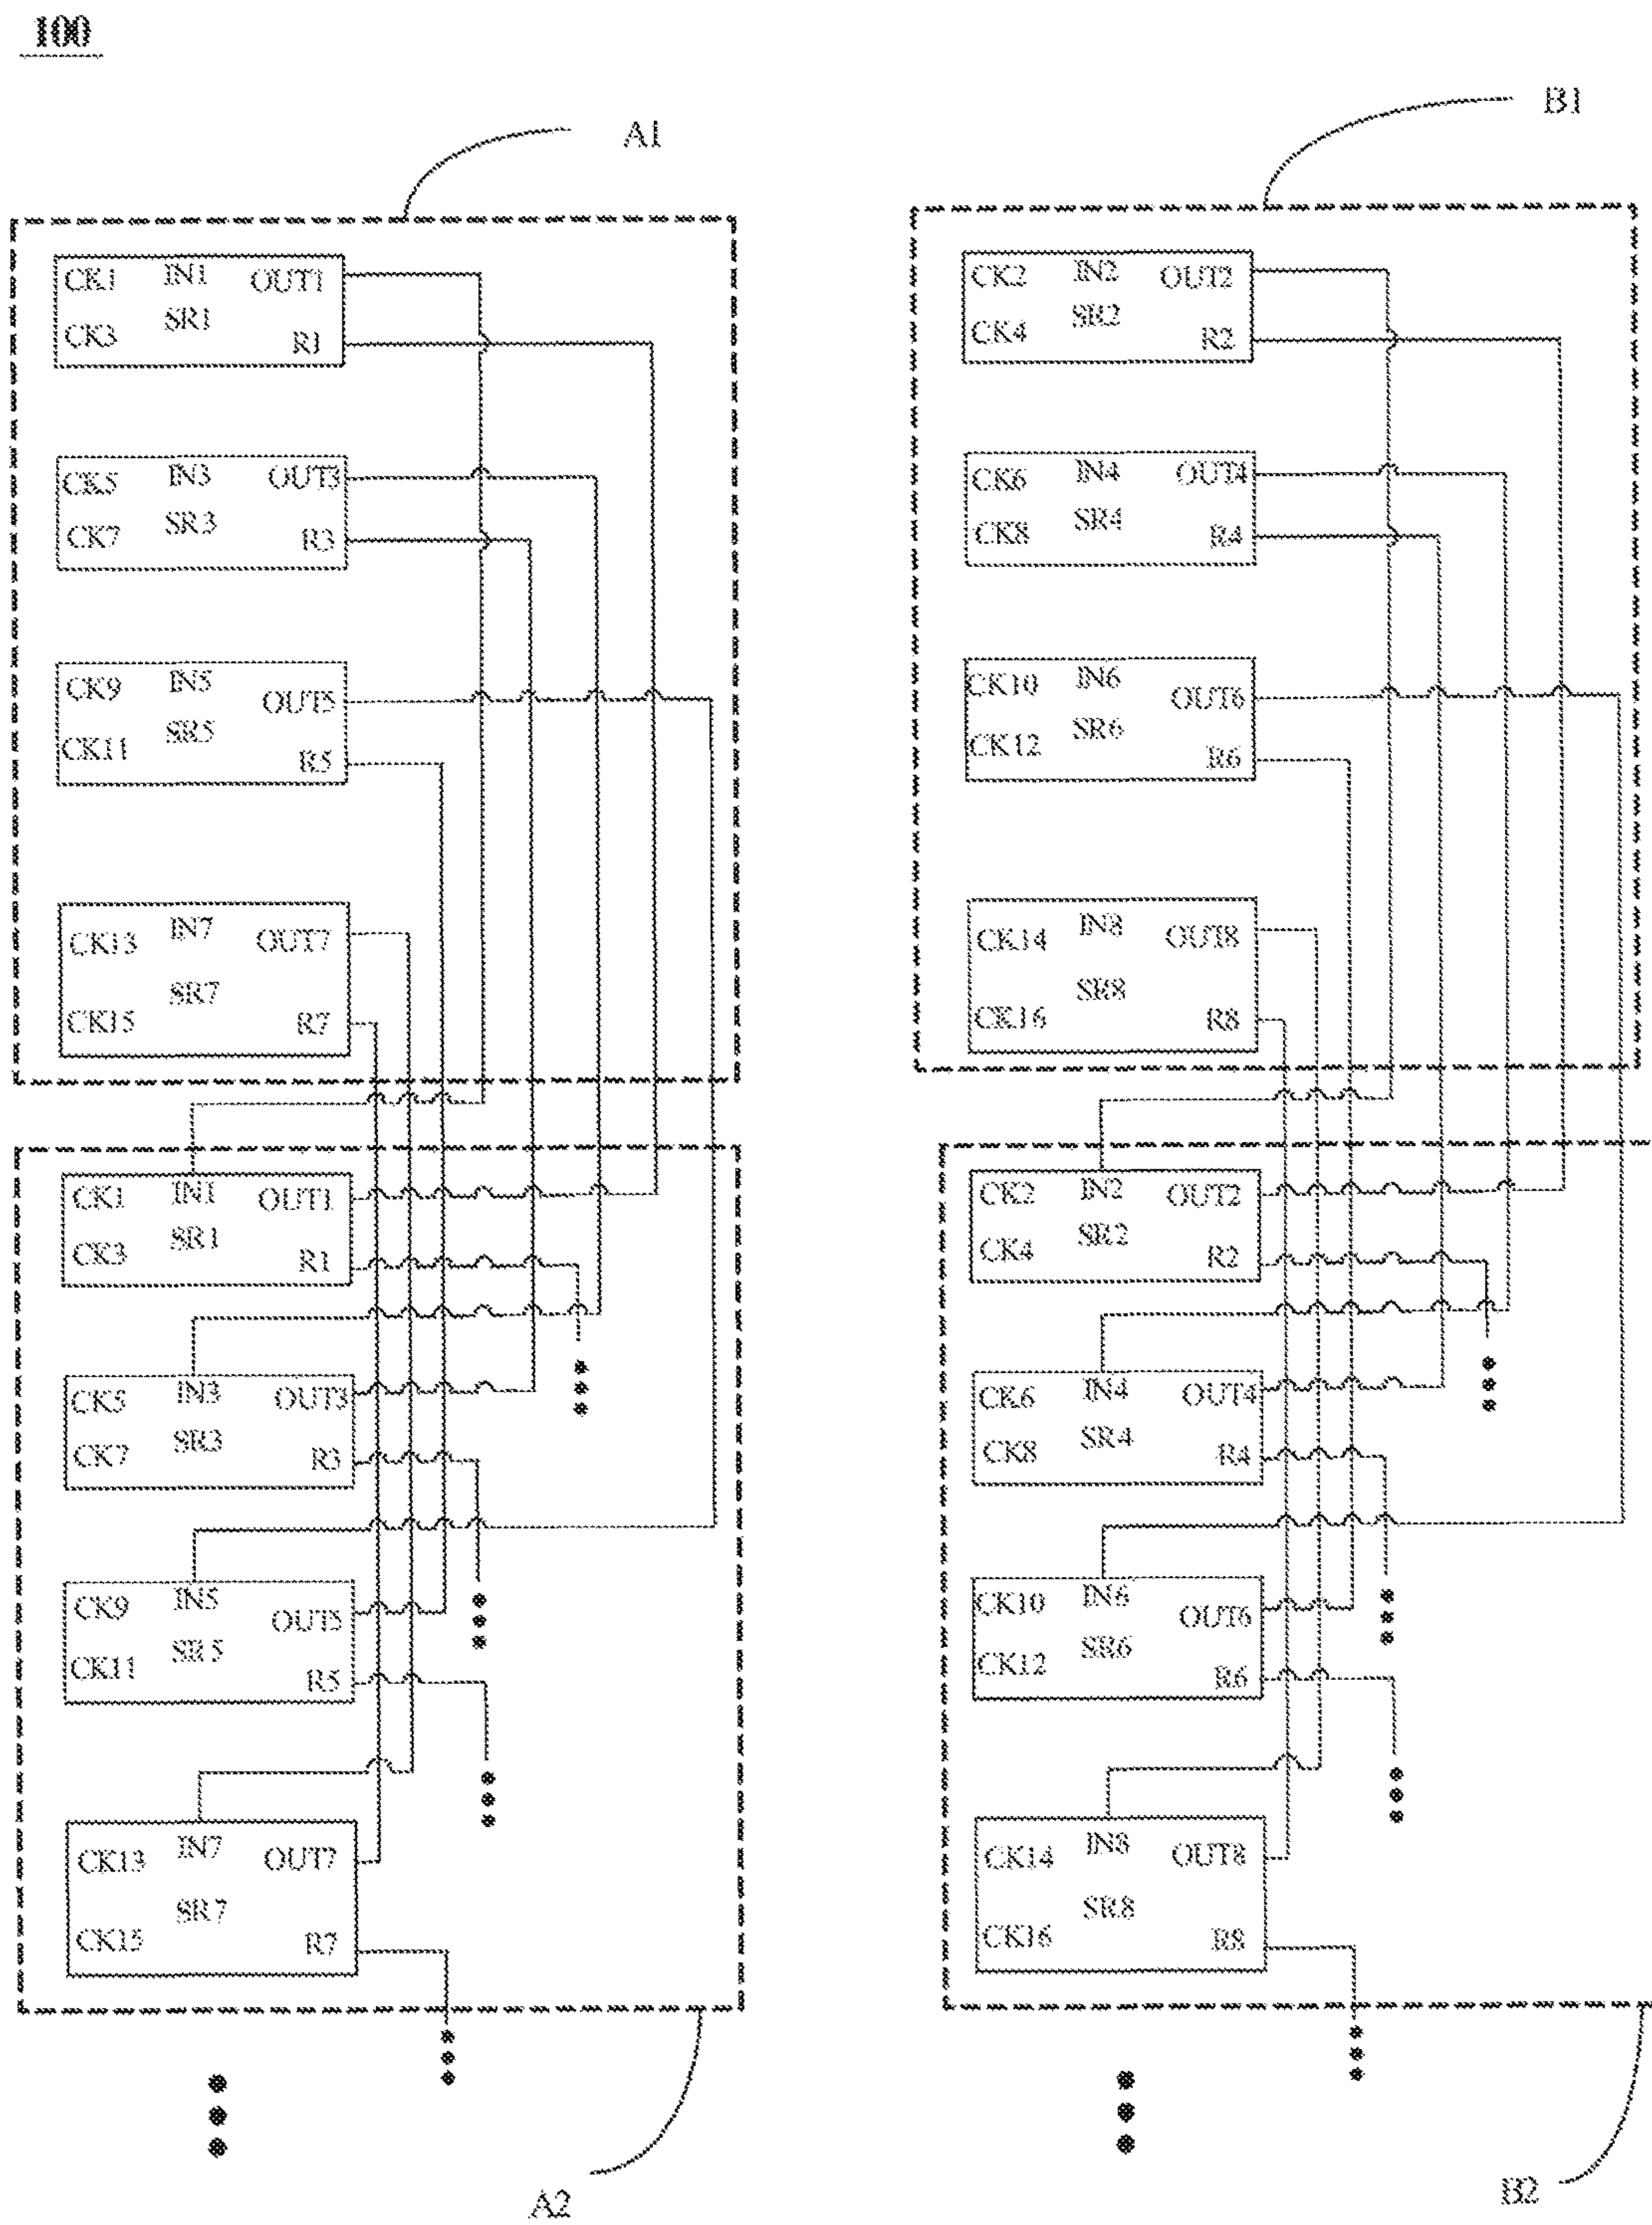 100
A1
B1
CK1 IN1 OUT1
CK3 SR1 R1
CK5 IN3 OUT3
CK7 SR3 R3
CK9 IN5 OUT5
CK11 SR5 R5
CK13 IN7 OUT7
CK15 SR7 R7
CK2 IN2 OUT2
CK4 SR2 R2
CK6 IN4 OUT4
CK8 SR4 R4
CK10 IN6 OUT6
CK12 SR6 R6
CK14 IN8 OUT8
CK16 SR8 R8
CK1 IN1 OUT1
CK3 SR1 R1
CK5 IN3 OUT3
CK7 SR3 R3
CK9 IN5 OUT5
CK11 SR5 R5
CK13 IN7 OUT7
CK15 SR7 R7
A2
CK2 IN2 OUT2
CK4 SR2 R2
CK6 IN4 OUT4
CK8 SR4 R4
CK10 IN6 OUT6
CK12 SR6 R6
CK14 IN8 OUT8
CK16 SR8 R8
B2